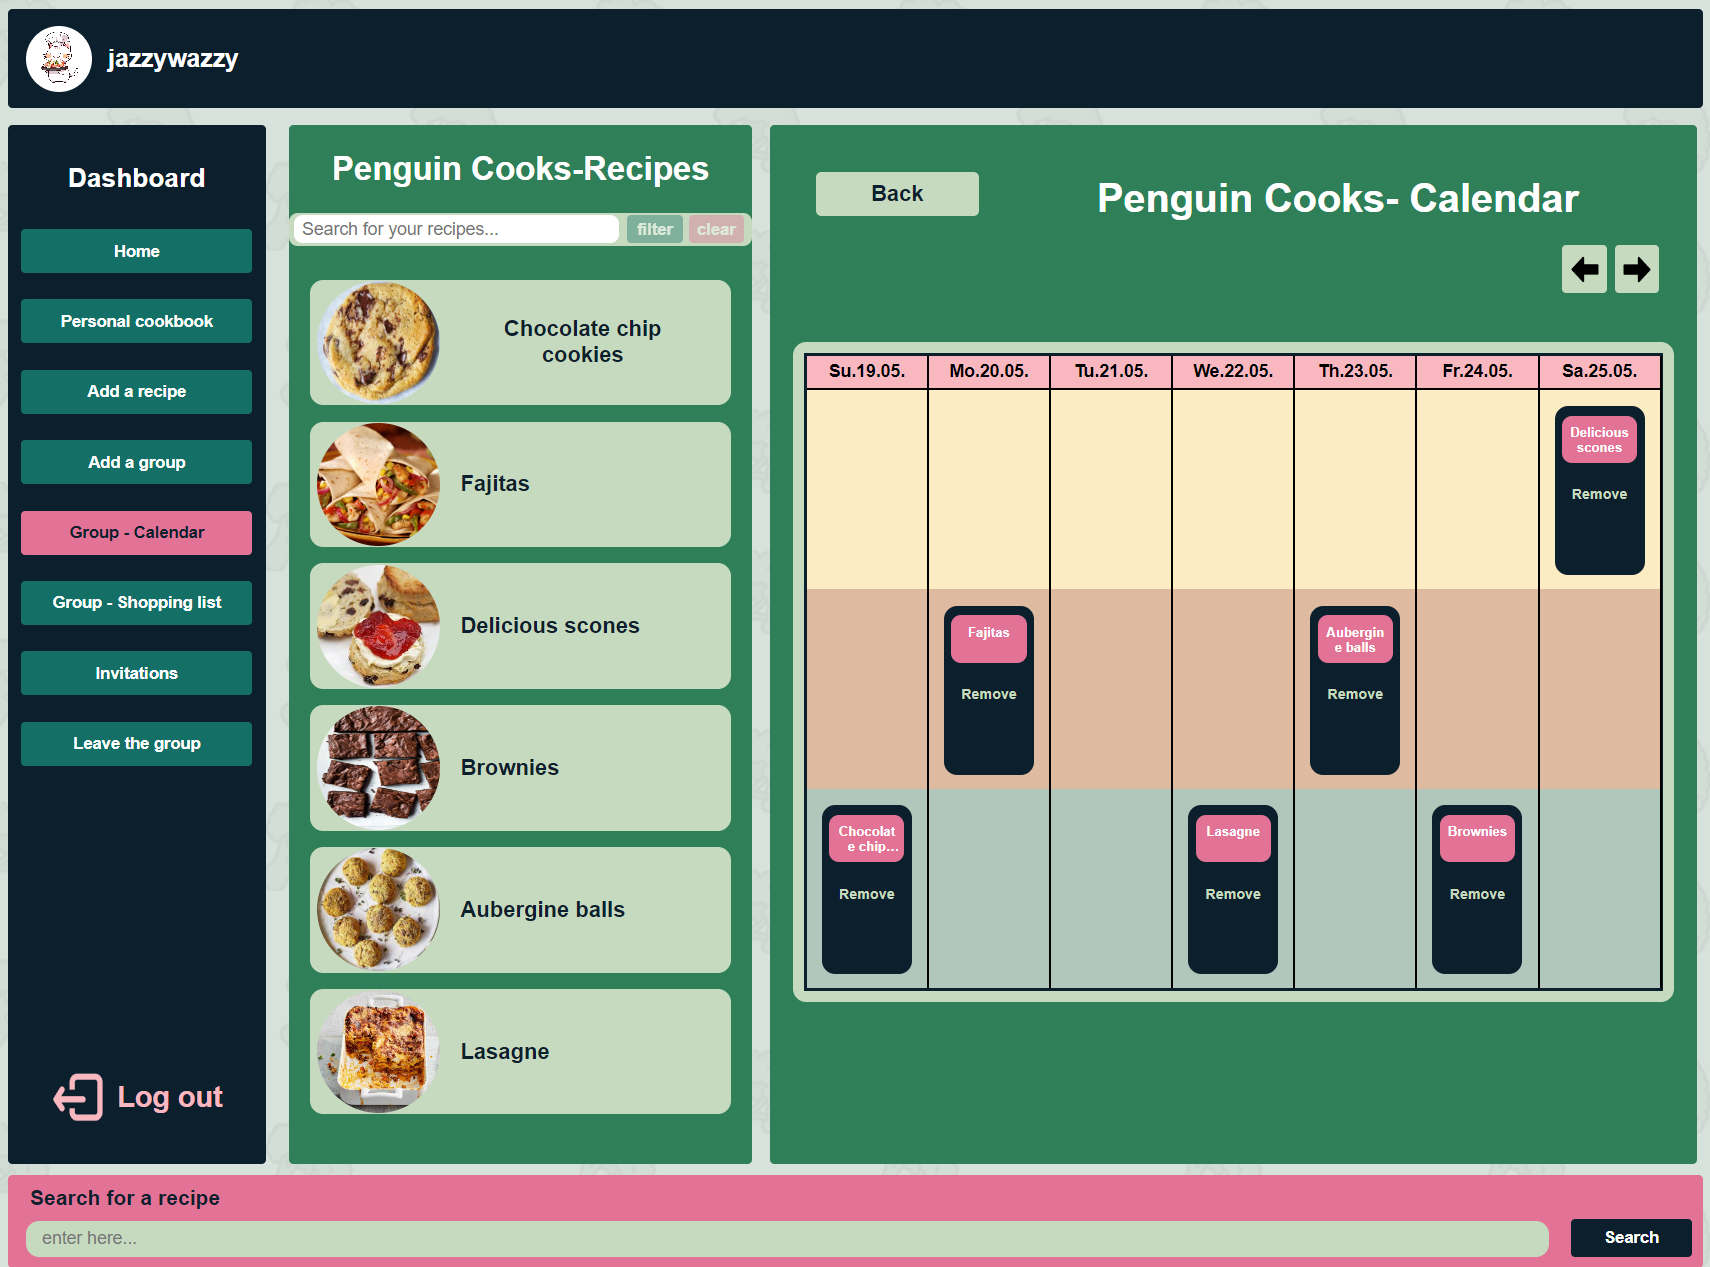 jazzywazzy
Dashboard
Home
Personal cookbook
Add a recipe
Add a group
Group - Calendar
Group - Shopping list
Invitations
Leave the group
Log out
Penguin Cooks-Recipes
Search for your recipes...
filter
clear
Chocolate chip
cookies
Fajitas
Delicious scones
Brownies
Aubergine balls
Lasagne
Back
Penguin Cooks- Calendar
Su.19.05.
Mo.20.05.
Tu.21.05.
We.22.05.
Th.23.05.
Fr.24.05.
Sa.25.05.
Delicious
scones
Remove
Fajitas
Remove
Aubergin
e balls
Remove
Chocolat
e chip...
Remove
Lasagne
Remove
Brownies
Remove
Search for a recipe
enter here...
Search